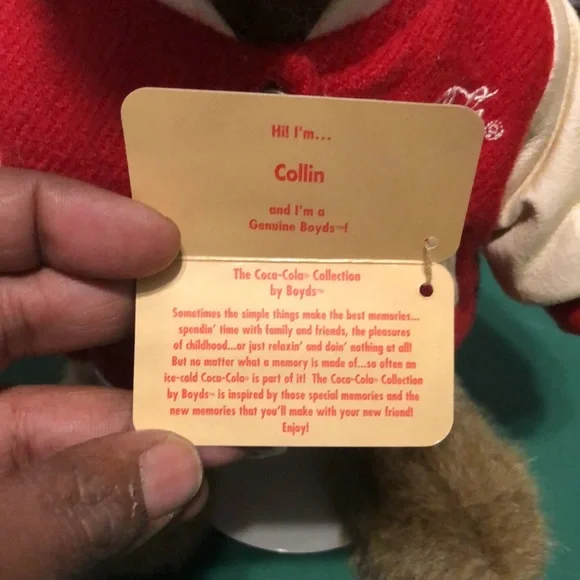 Hi! I'm...
Collin
and I'm a
Genuine Boyds™!
The Coca-Cola® Collection
by Boyds™
Sometimes the simple things make the best memories...
spendin' time with family and friends, the pleasures
of childhood...or just relaxin' and doin' nothing at all!
But no matter what a memory is made of...so often an
ice-cold Coca-Cola® is part of it! The Coca-Cola® Collection
by Boyds™ is inspired by those special memories and the
new memories that you'll make with your new friend!
Enjoy!